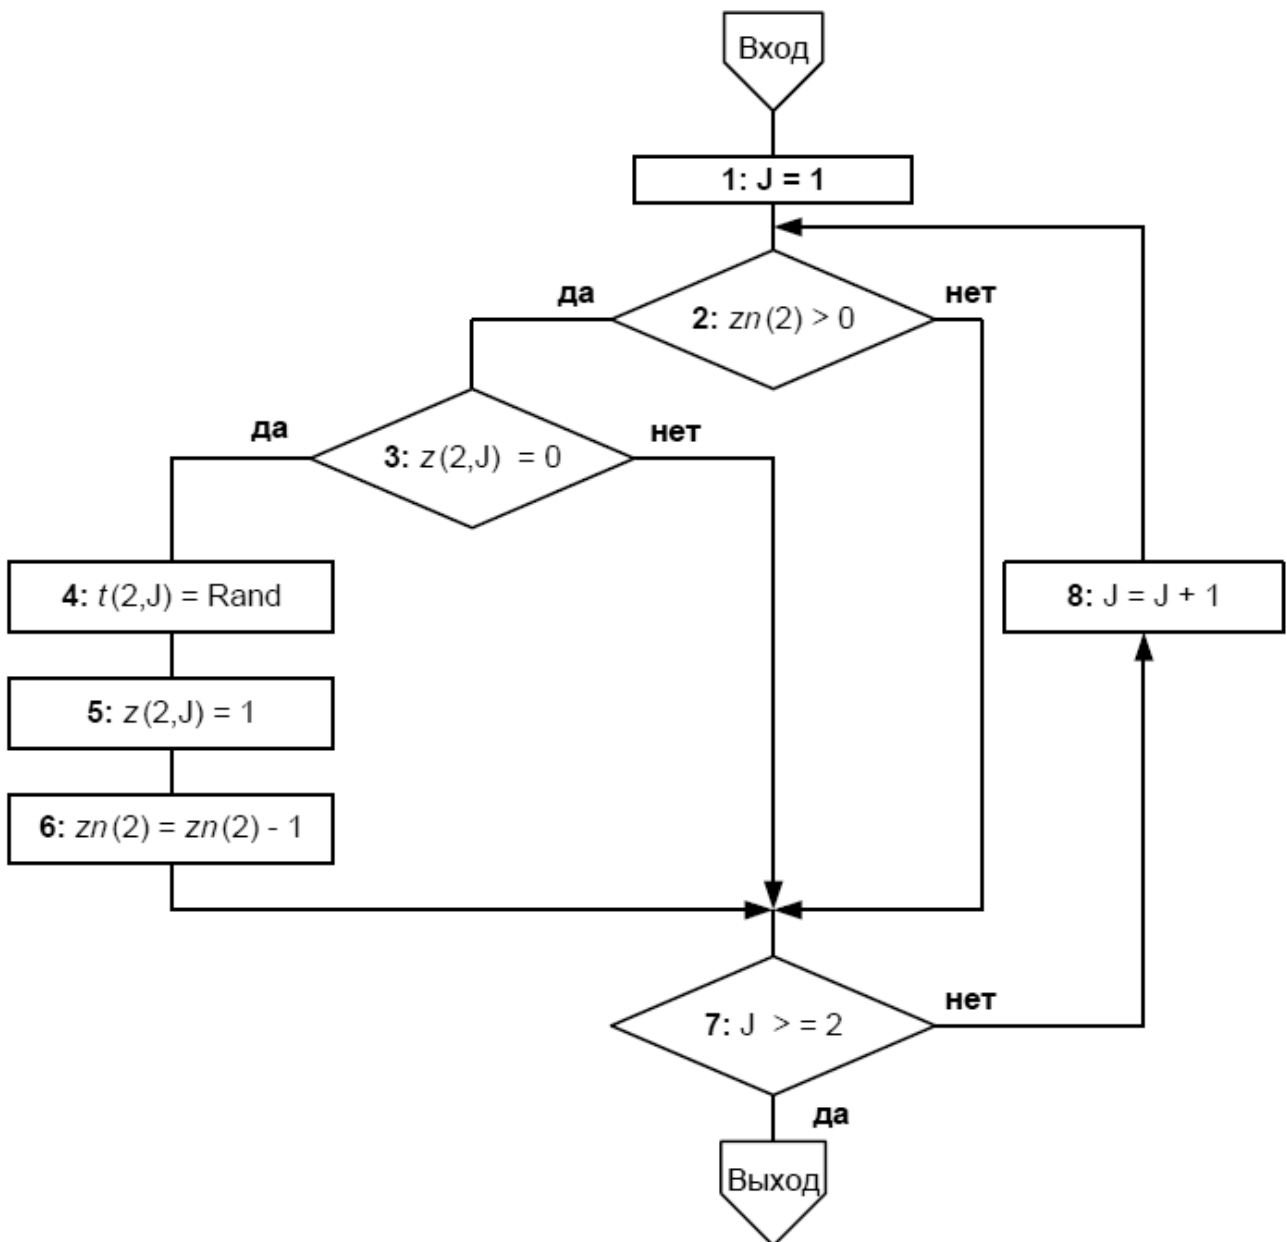 Вход
1: J = 1
да
нет
2: zn(2) > 0
да
нет
3: z(2,J) = 0
4: t(2,J) = Rand
8: J = J + 1
5: z(2,J) = 1
6: zn(2) = zn(2) - 1
нет
7: J > = 2
да
Выход